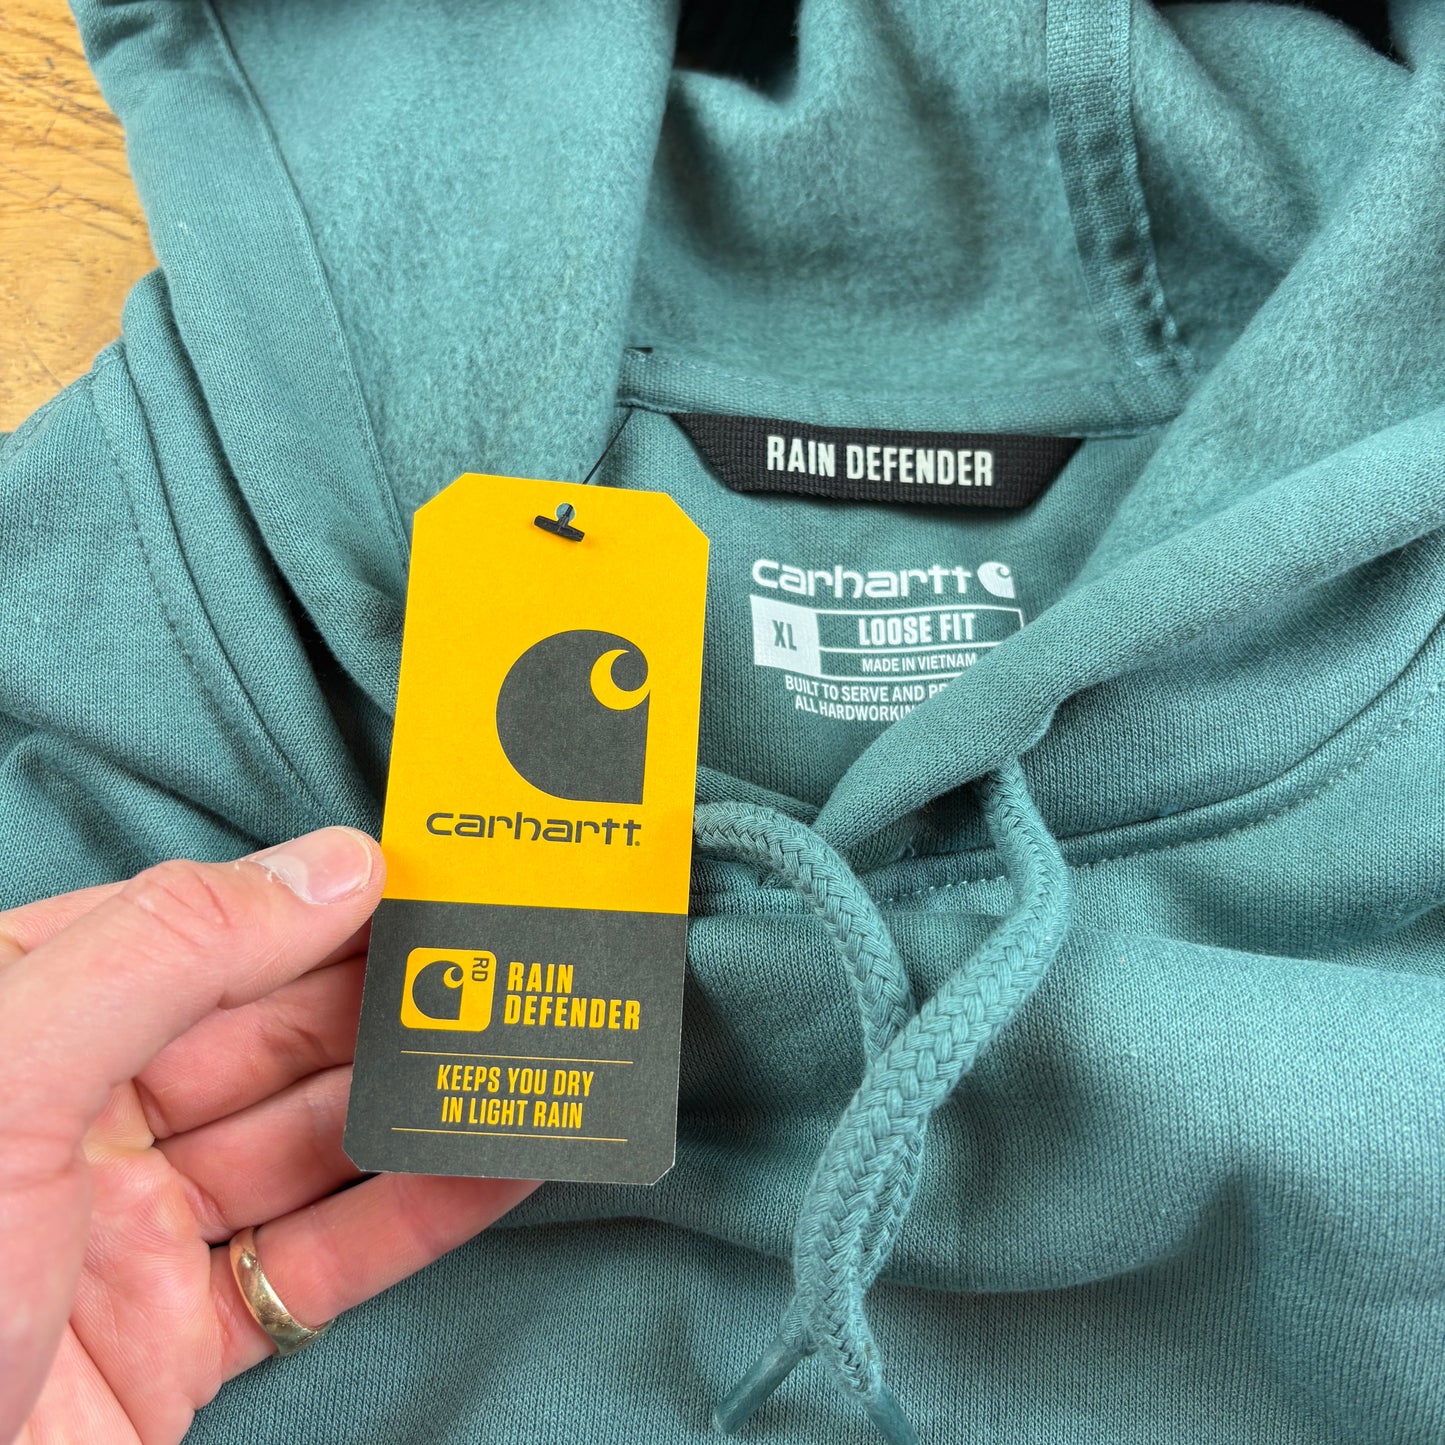 RAIN DEFENDER
carhartt
XL
LOOSE FIT
MADE IN VIETNAM
BUILT TO SERVE AND
ALL
carhartt
RD
RAIN
DEFENDER
KEEPS YOU DRY
IN LIGHT RAIN